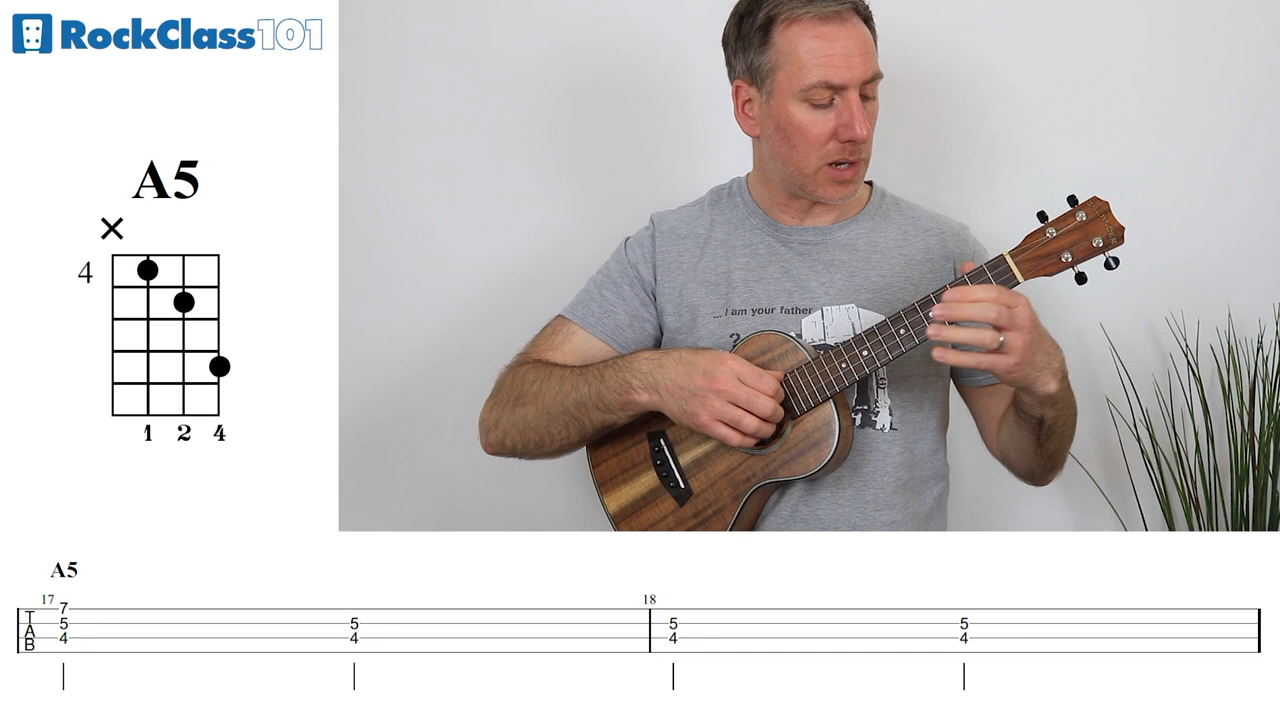 RockClass101
A5
×
4
1 2 4
... I am your father
?
A5
17 18
T A B
7
5 5 5 5
4 4 4 4